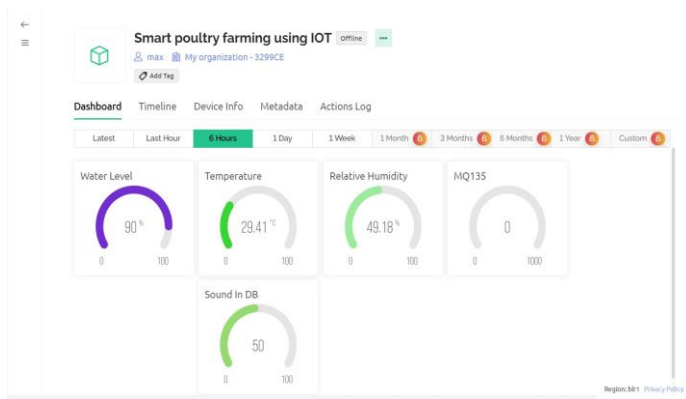 Smart poultry farming using IOT Offline ...
max My organization - 3299CE
Add Tag
Dashboard Timeline Device Info Metadata Actions Log
Latest Last Hour 6 Hours 1 Day 1 Week 1 Month 3 Months 6 Months 1 Year Custom
Water Level
90 %
0 100
Temperature
29.41 °C
0 100
Relative Humidity
49.18 %
0 100
MQ135
0
0 1000
Sound In DB
50
0 100
Region: blr1 Privacy Policy